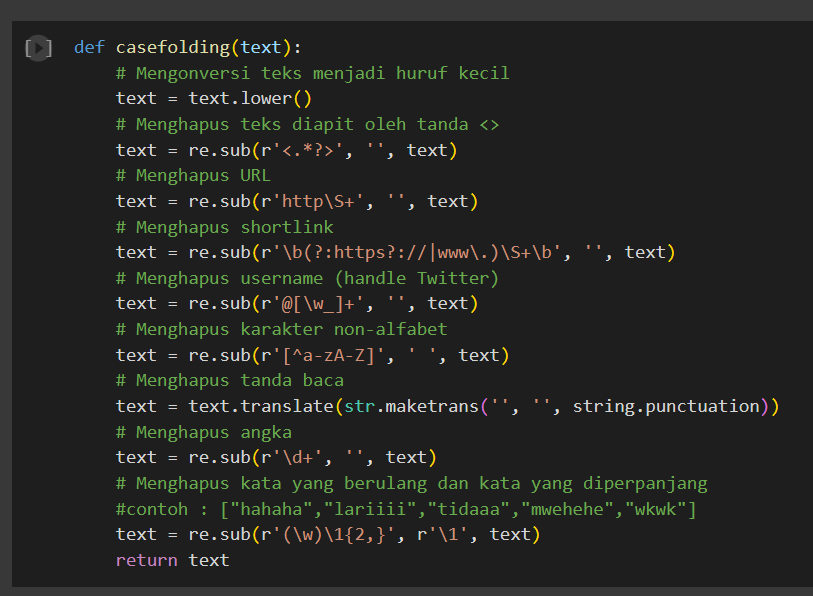 [ ] def casefolding(text):
    # Mengonversi teks menjadi huruf kecil
    text = text.lower()
    # Menghapus teks diapit oleh tanda <>
    text = re.sub(r'<.*?>', '', text)
    # Menghapus URL
    text = re.sub(r'http\S+', '', text)
    # Menghapus shortlink
    text = re.sub(r'\b(?:https?://|www\.)\S+\b', '', text)
    # Menghapus username (handle Twitter)
    text = re.sub(r'@[\w_]+', '', text)
    # Menghapus karakter non-alfabet
    text = re.sub(r'[^a-zA-Z]', ' ', text)
    # Menghapus tanda baca
    text = text.translate(str.maketrans('', '', string.punctuation))
    # Menghapus angka
    text = re.sub(r'\d+', '', text)
    # Menghapus kata yang berulang dan kata yang diperpanjang
    #contoh : ["hahaha","lariiii","tidaaa","mwehehe","wkwk"]
    text = re.sub(r'(\w)\1{2,}', r'\1', text)
    return text